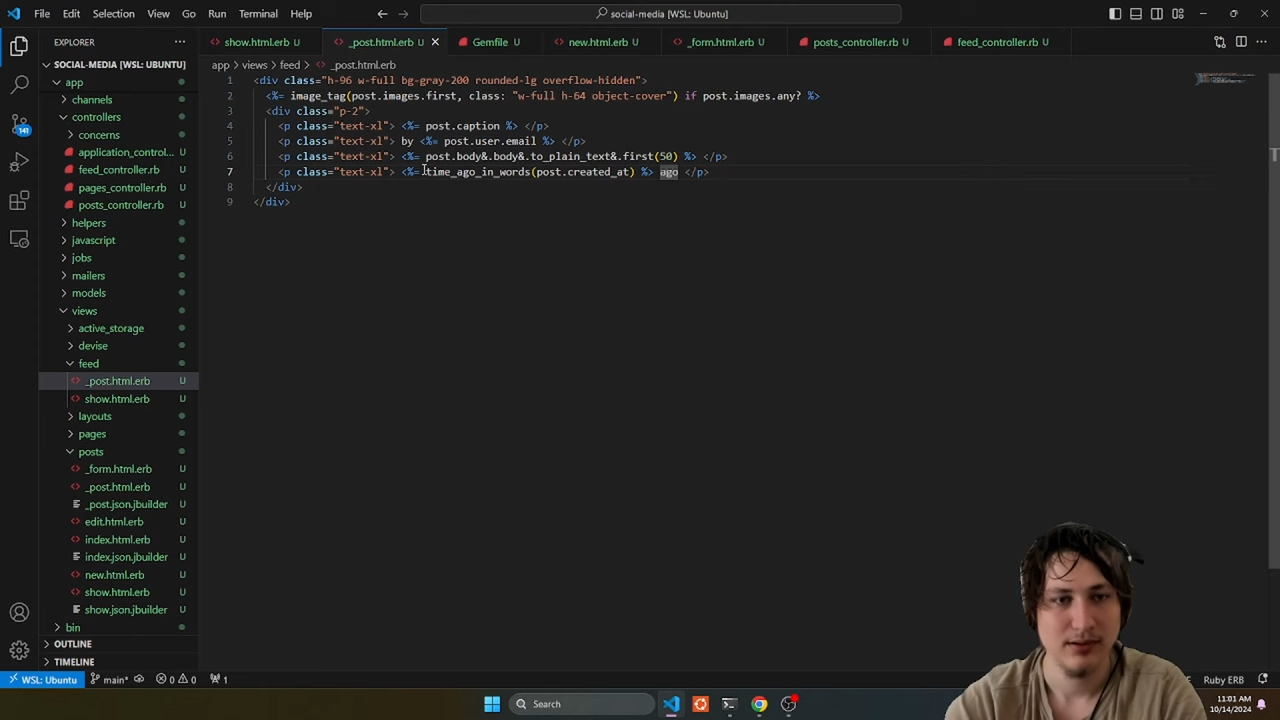 File Edit Selection View Go Run Terminal Help
social-media [WSL: Ubuntu]
EXPLORER
show.html.erb U
_post.html.erb U
Gemfile U
new.html.erb U
_form.html.erb U
posts_controller.rb U
feed_controller.rb U
SOCIAL-MEDIA [WSL: UBUNTU]
app > views > feed > _post.html.erb
app
channels
controllers
concerns
application_control... U
feed_controller.rb U
pages_controller.rb U
posts_controller.rb U
helpers
javascript
jobs
mailers
models
views
active_storage
devise
feed
_post.html.erb U
show.html.erb U
layouts
pages
posts
_form.html.erb U
_post.html.erb U
_post.json.jbuilder U
edit.html.erb U
index.html.erb U
index.json.jbuilder U
new.html.erb U
show.html.erb U
show.json.jbuilder U
bin
OUTLINE
TIMELINE
141
1 <div class="h-96 w-full bg-gray-200 rounded-lg overflow-hidden">
2 <%= image_tag(post.images.first, class: "w-full h-64 object-cover") if post.images.any? %>
3 <div class="p-2">
4 <p class="text-xl"> <%= post.caption %> </p>
5 <p class="text-xl"> by <%= post.user.email %> </p>
6 <p class="text-xl"> <%= post.body&.body&.to_plain_text&.first(50) %> </p>
7 <p class="text-xl"> <%= time_ago_in_words(post.created_at) %> ago </p>
8 </div>
9 </div>
WSL: Ubuntu main* 0 0 1
Ruby ERB
Search
11:01 AM
10/14/2024